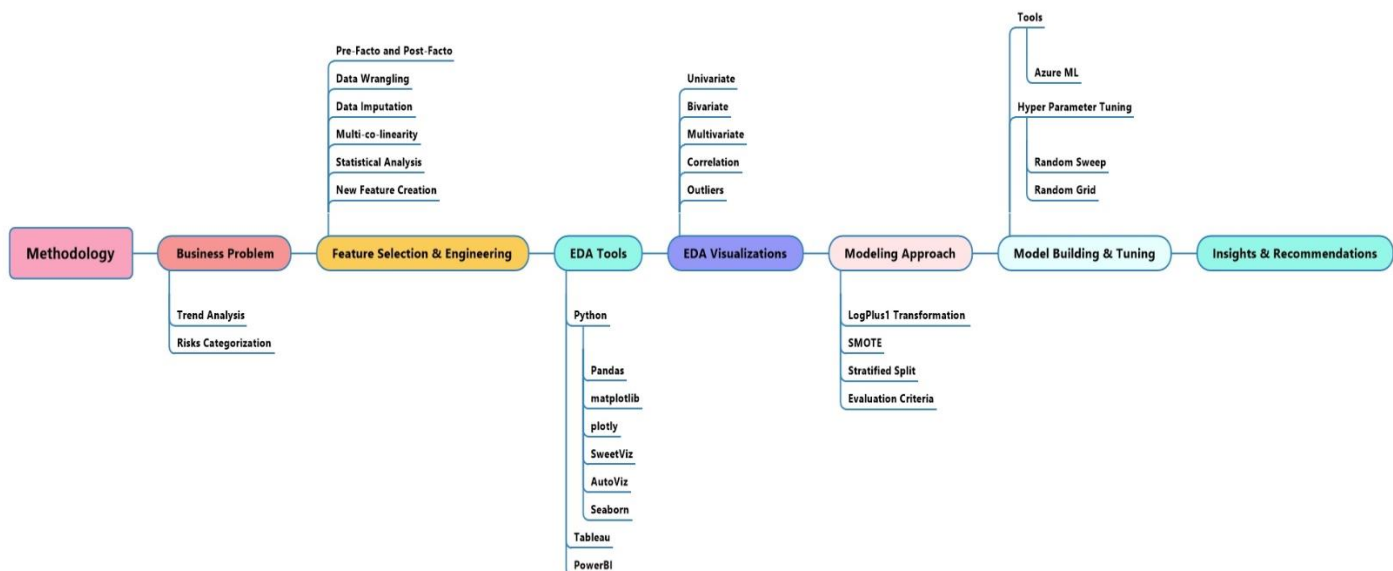 Methodology
Business Problem
Trend Analysis
Risks Categorization
Feature Selection & Engineering
Pre-Facto and Post-Facto
Data Wrangling
Data Imputation
Multi-co-linearity
Statistical Analysis
New Feature Creation
EDA Tools
Python
Pandas
matplotlib
plotly
SweetViz
AutoViz
Seaborn
Tableau
PowerBI
EDA Visualizations
Univariate
Bivariate
Multivariate
Correlation
Outliers
Modeling Approach
LogPlus1 Transformation
SMOTE
Stratified Split
Evaluation Criteria
Model Building & Tuning
Tools
Azure ML
Hyper Parameter Tuning
Random Sweep
Random Grid
Insights & Recommendations